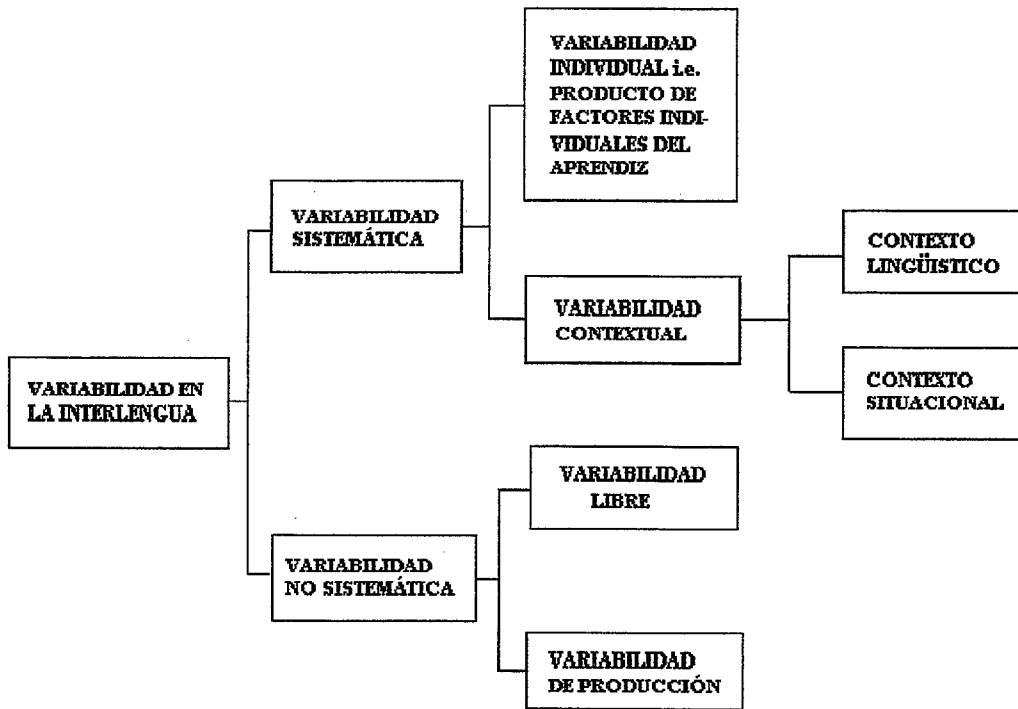 VARIABILIDAD
INDIVIDUAL i.e.
PRODUCTO DE
FACTORES INDI-
VIDUALES DEL
APRENDIZ
VARIABILIDAD
SISTEMÁTICA
CONTEXTO
LINGÜISTICO
VARIABILIDAD
CONTEXTUAL
VARIABILIDAD EN
LA INTERLENGUA
CONTEXTO
SITUACIONAL
VARIABILIDAD
LIBRE
VARIABILIDAD
NO SISTEMÁTICA
VARIABILIDAD
DE PRODUCCIÓN